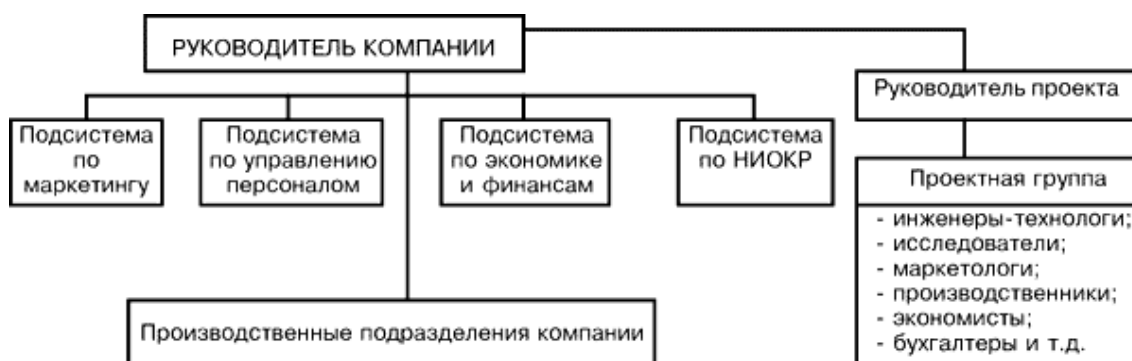 РУКОВОДИТЕЛЬ КОМПАНИИ
Руководитель проекта
Подсистема
по
маркетингу
Подсистема
по управлению
персоналом
Подсистема
по экономике
и финансам
Подсистема
по НИОКР
Проектная группа
- инженеры-технологи;
- исследователи;
- маркетологи;
- производственники;
- экономисты;
- бухгалтеры и т.д.
Производственные подразделения компании